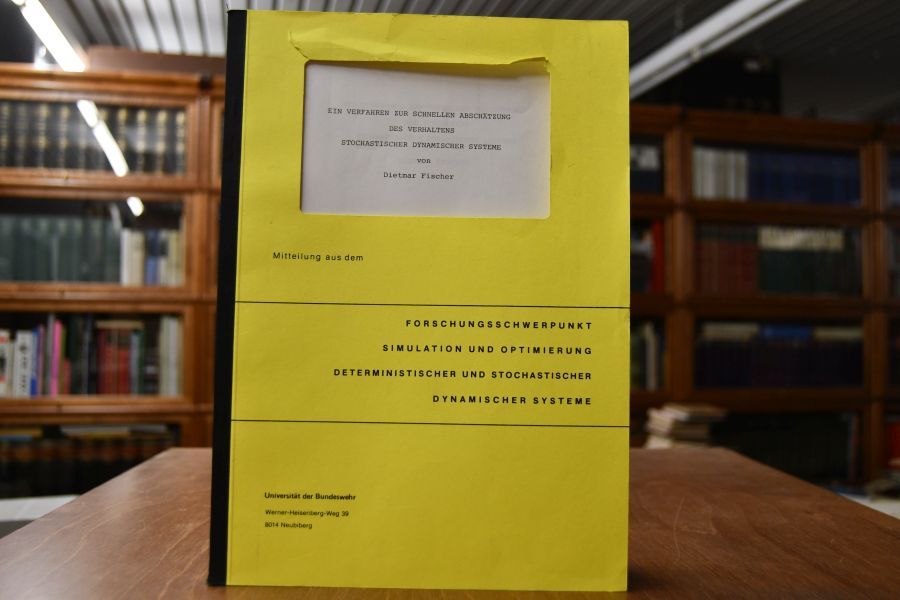 EIN VERFAHREN ZUR SCHNELLEN ABSCHÄTZUNG
DES VERHALTENS
STOCHASTISCHER DYNAMISCHER SYSTEME
von
Dietmar Fischer
Mitteilung aus dem
FORSCHUNGSSCHWERPUNKT
SIMULATION UND OPTIMIERUNG
DETERMINISTISCHER UND STOCHASTISCHER
DYNAMISCHER SYSTEME
Universität der Bundeswehr
Werner-Heisenberg-Weg 39
8014 Neubiberg